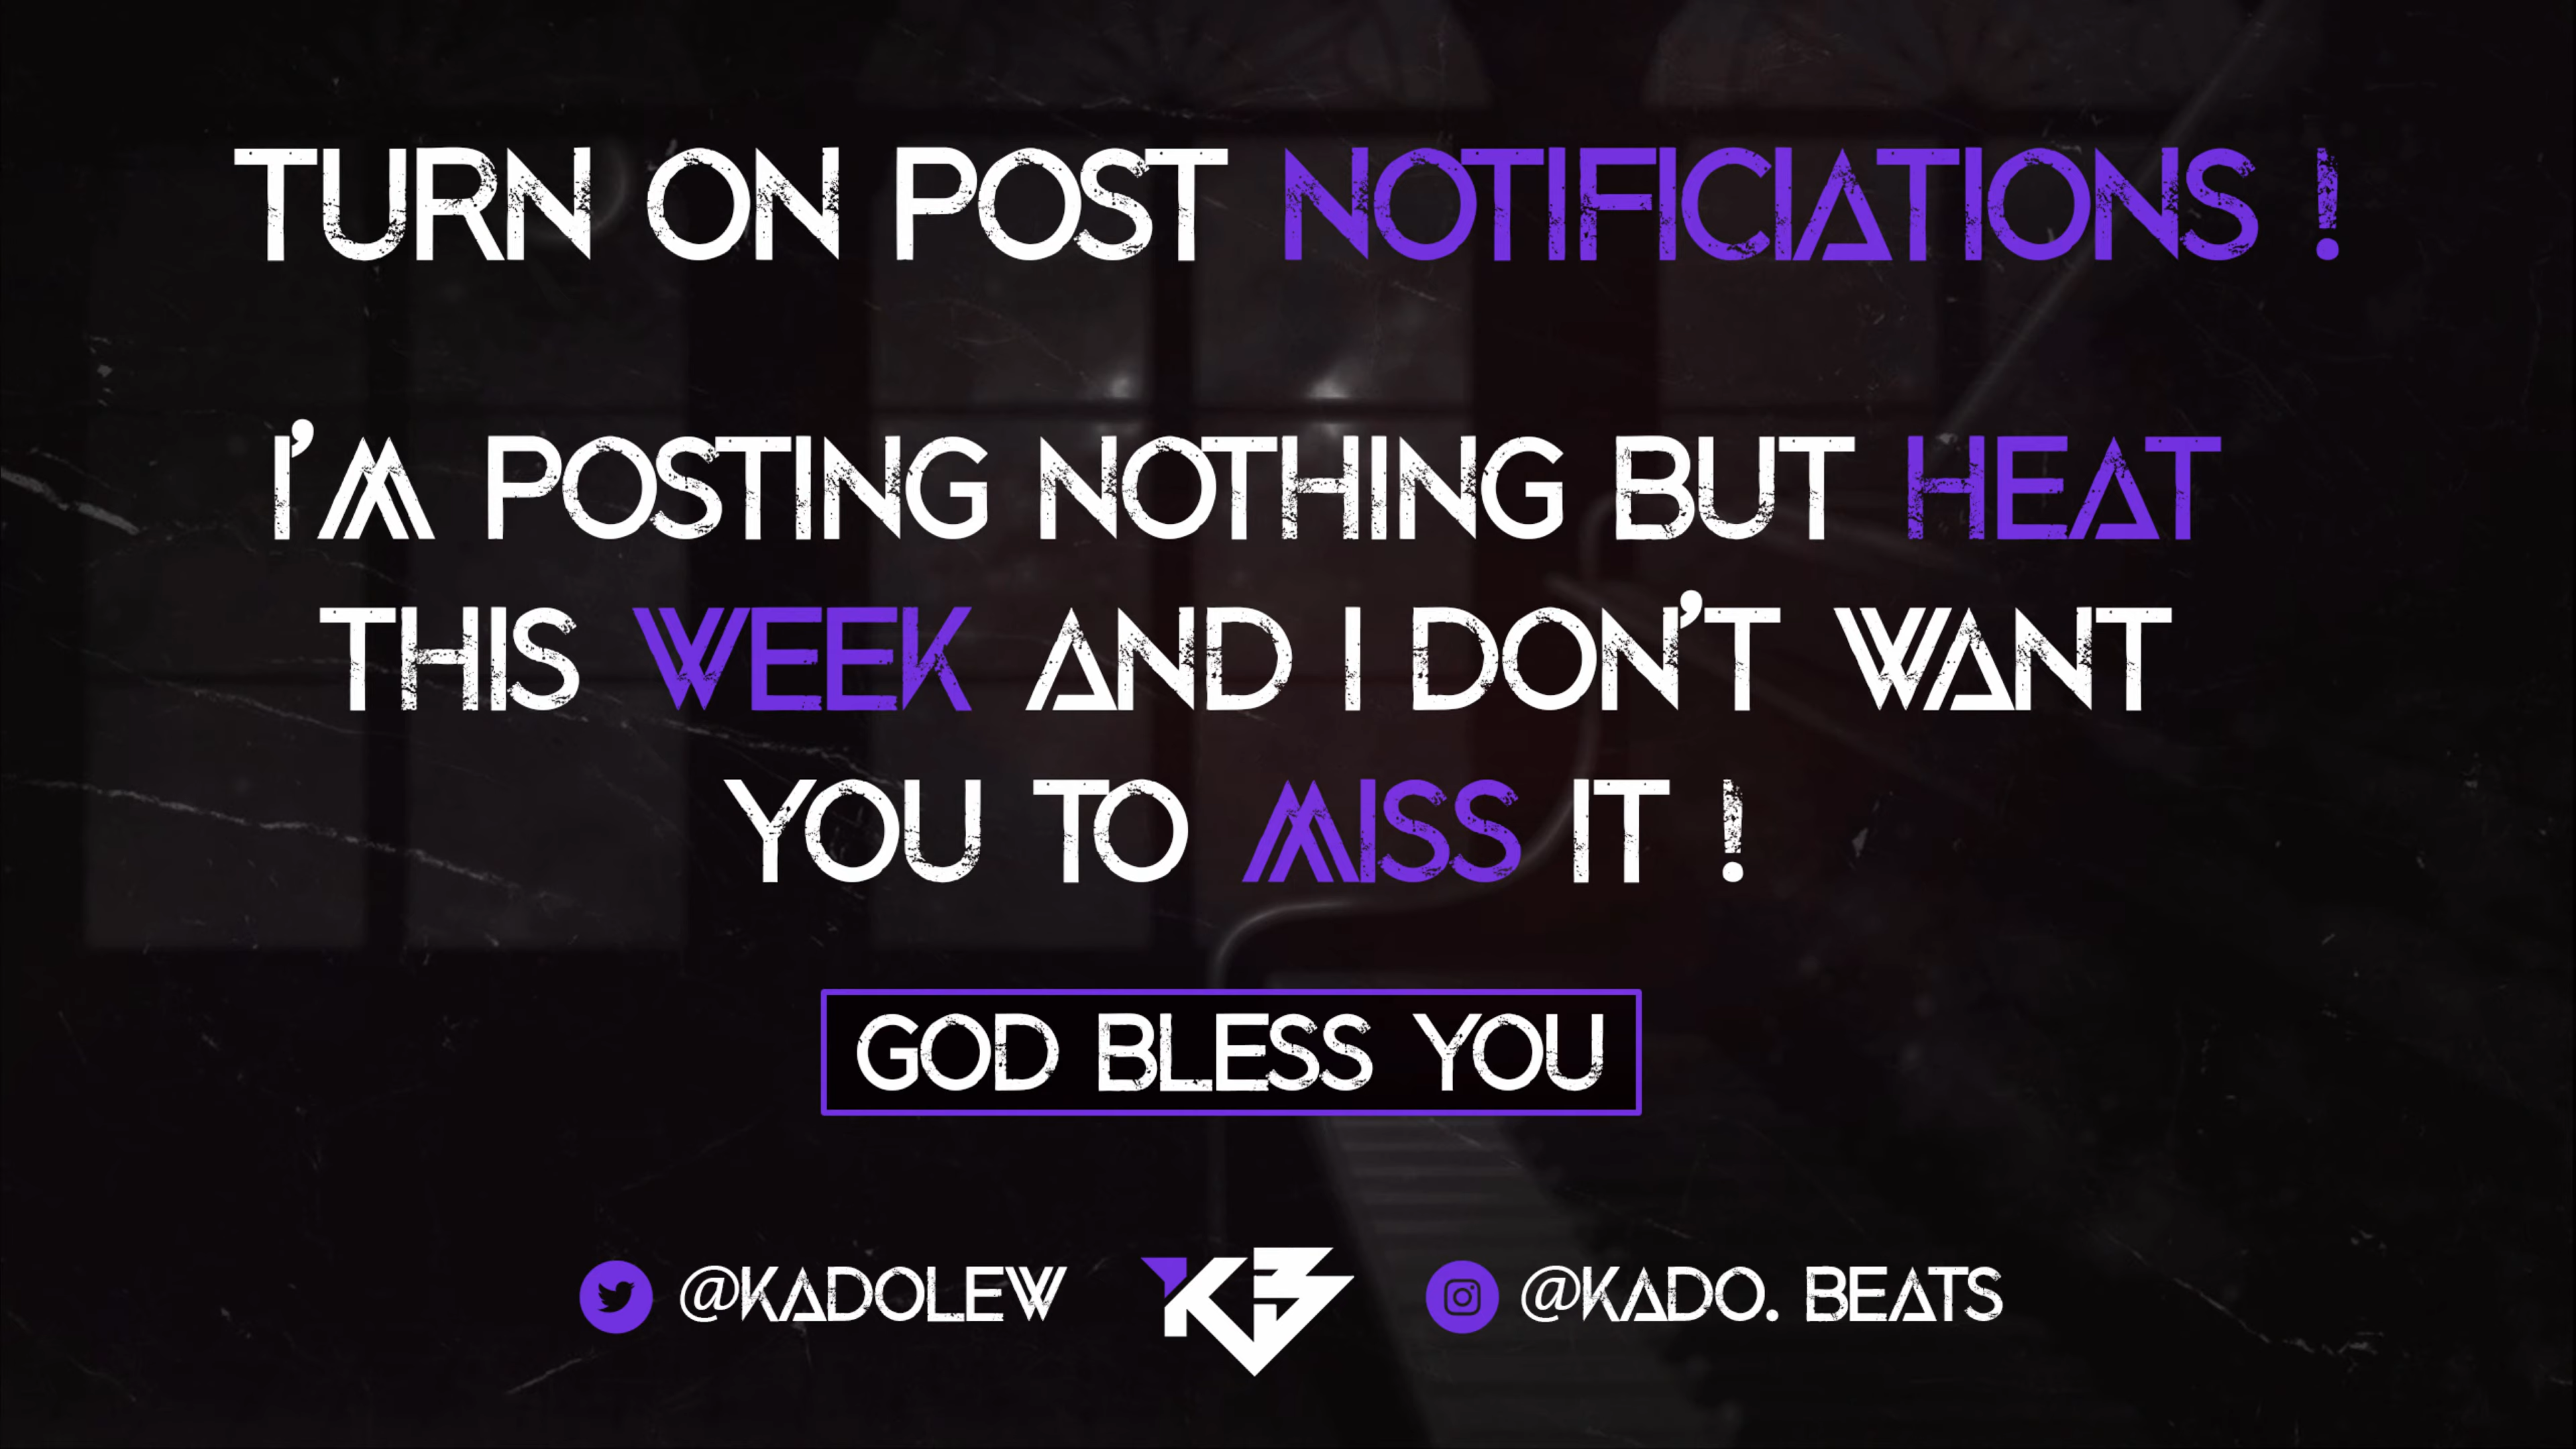 TURN ON POST NOTIFICIATIONS !
I'M POSTING NOTHING BUT HEAT
THIS WEEK AND I DON'T WANT
YOU TO MISS IT !
GOD BLESS YOU
@KADOLEW KB @KADO. BEATS